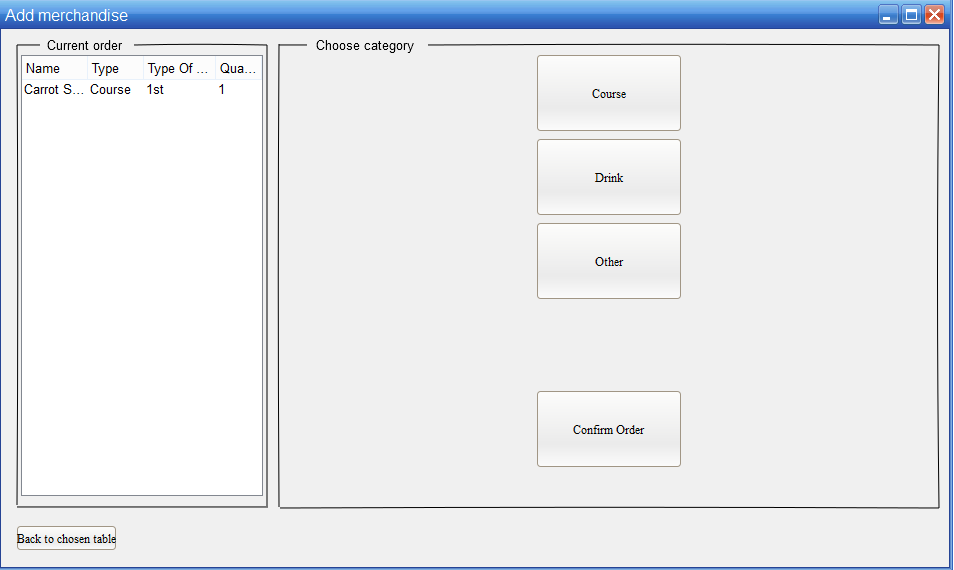 Add merchandise
Current order
Name Type Type Of ... Qua...
Carrot S... Course 1st 1
Choose category
Course
Drink
Other
Confirm Order
Back to chosen table